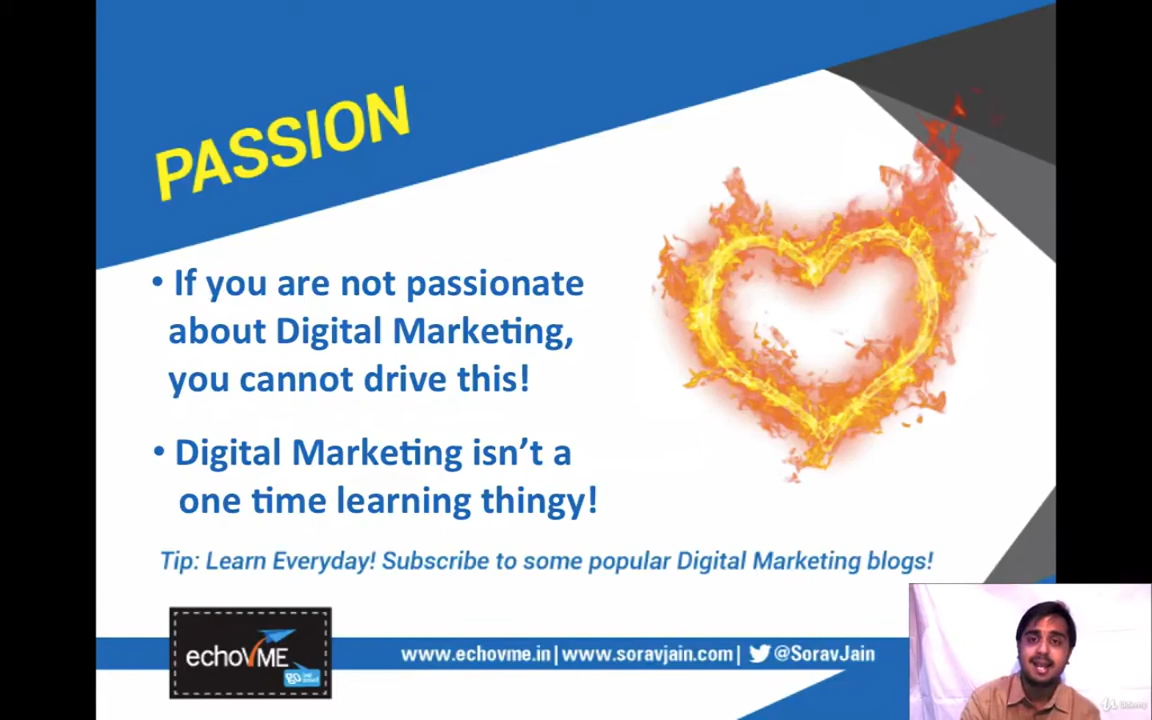 PASSION
• If you are not passionate
about Digital Marketing,
you cannot drive this!
• Digital Marketing isn't a
one time learning thingy!
Tip: Learn Everyday! Subscribe to some popular Digital Marketing blogs!
echoVME
www.echovme.in|www.soravjain.com| @SoravJain
Udemy